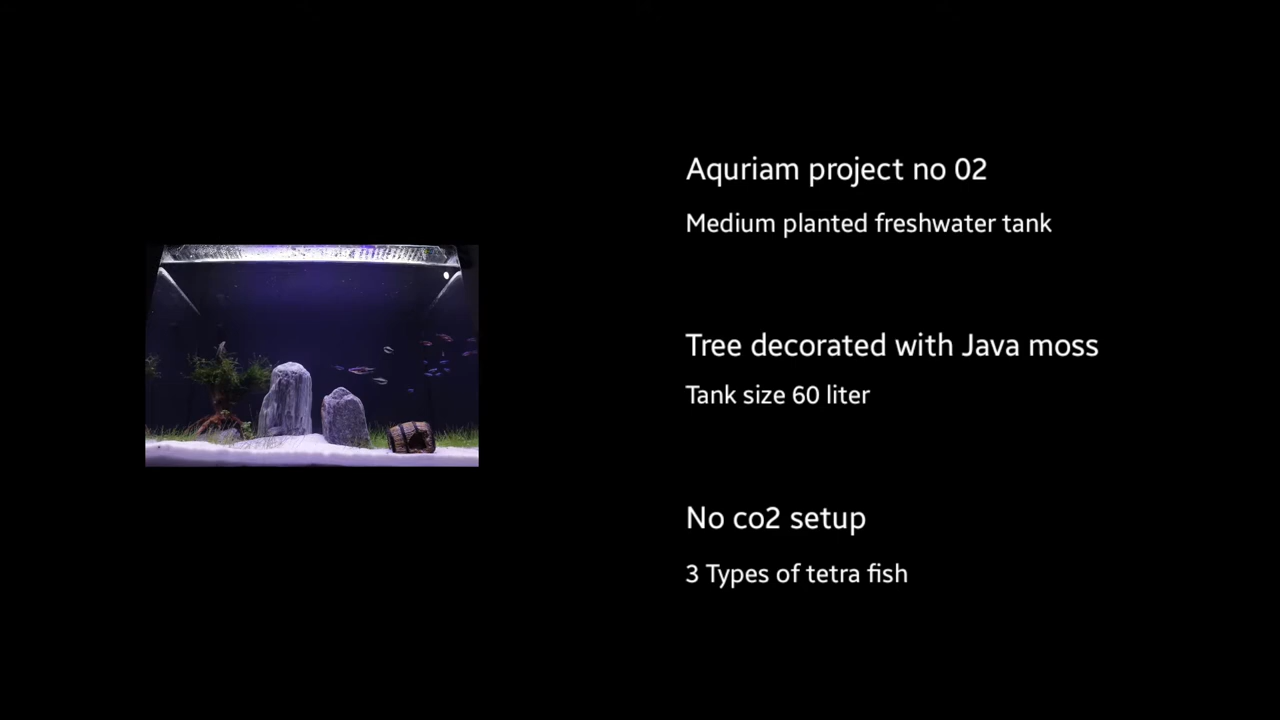 Aquriam project no 02
Medium planted freshwater tank
Tree decorated with Java moss
Tank size 60 liter
No co2 setup
3 Types of tetra fish